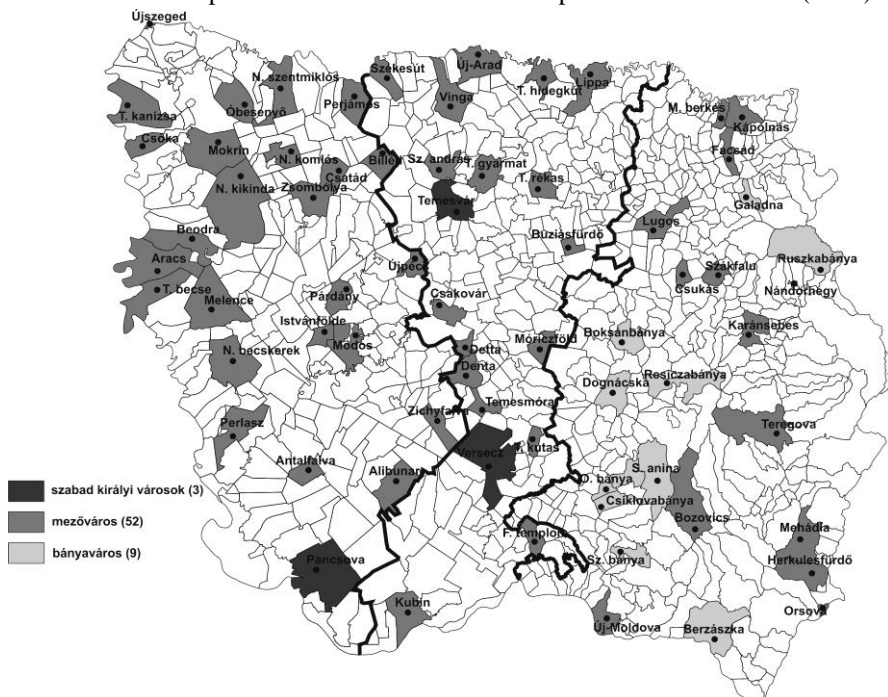 Újszeged
N. szentmiklós
Székesút
Új-Arad
T. hidegkút
Lippa
T. kanizsa
Óbesenyő
Perjámos
Vinga
M. berkes
Kápolnás
Csóka
Mokrin
N. komlós
Billéd
Sz. andrás
gyarmat
Facsád
Csatád
N. kikinda
Zsombolya
T. rékas
Temesvár
Galadna
Beodra
Buziásfürdő
Lugos
Aracs
Újpécs
Ruszkabánya
T. becse
Melence
Párdány
Csakovár
Csukás
Szákfalu
Nándorhegy
Istvánfölde
Módos
Móriczföld
Boksánbánya
Karánsebes
N. becskerek
Detta
Denta
Dognácska
Resiczabánya
Zichyfalva
Temesmóra
Perlasz
Teregova
Versecz
kutas
Antalfalva
Alibunár
S. anina
O. bánya
Csiklovabánya
Bozovics
szabad királyi városok (3)
mezőváros (52)
bányaváros (9)
F. templom
Mehádia
Pancsova
Sz. bánya
Herkulesfürdő
Kubin
Orsova
Új-Moldova
Berzászka